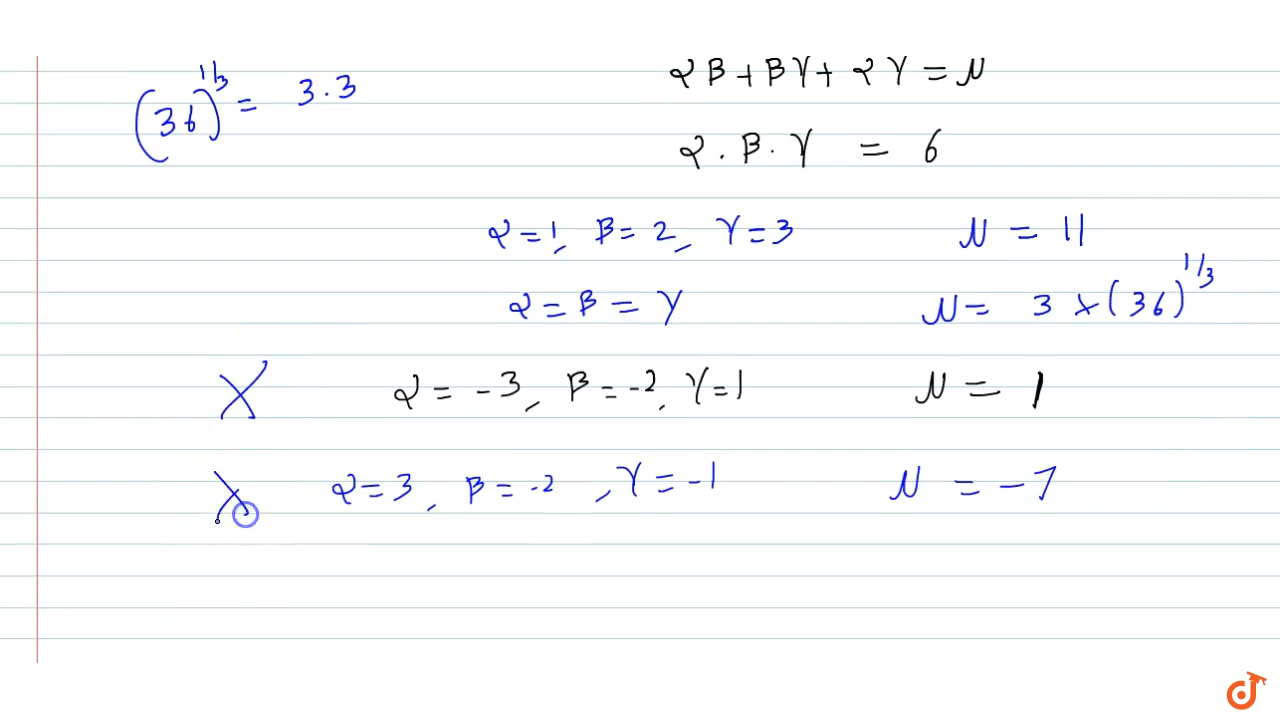 (36)^1/3 = 3.3
αβ + βγ + αγ = μ
α . β . γ = 6
α = 1, β = 2, γ = 3 μ = 11
α = β = γ μ = 3 × (36)^1/3
X α = -3, β = -2, γ = 1 μ = 1
X α = 3, β = -2, γ = -1 μ = -7